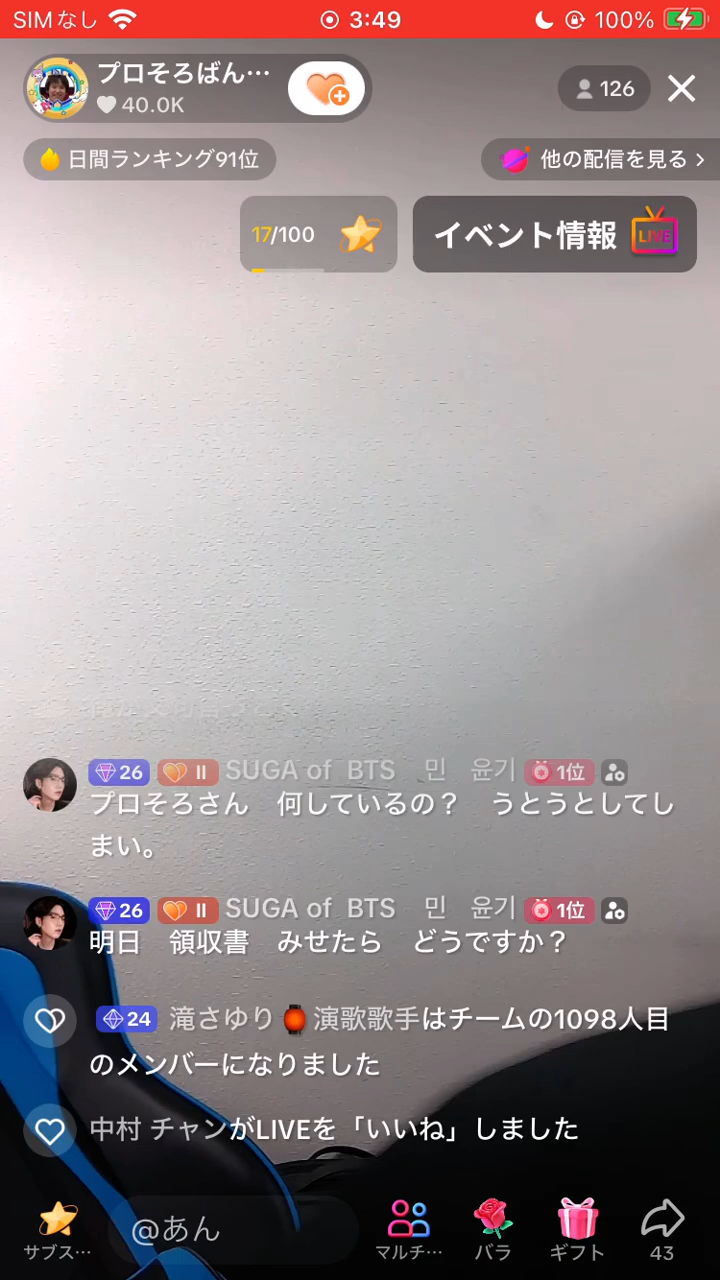 SIMなし 3:49 100%
プロそろばん…
40.0K
126
日間ランキング91位
他の配信を見る
17/100
イベント情報
LIVE
26 II SUGA of BTS 민 윤기 1位
プロそろさん 何しているの？ うとうとしてし
まい。
26 II SUGA of BTS 민 윤기 1位
明日 領収書 みせたら どうですか？
24 滝さゆり🏮演歌歌手はチームの1098人目
のメンバーになりました
中村 チャンがLIVEを「いいね」しました
@あん
サブス…
マルチ…
バラ
ギフト
43